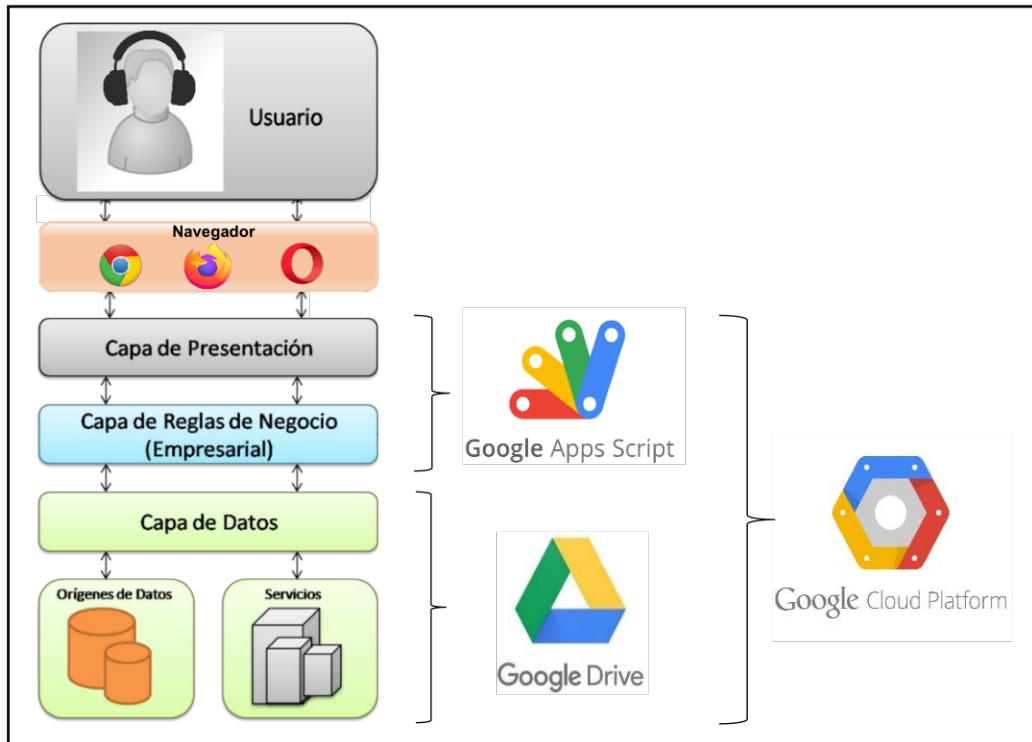 Usuario
Navegador
Capa de Presentación
Capa de Reglas de Negocio
(Empresarial)
Google Apps Script
Capa de Datos
Orígenes de Datos
Servicios
Google Drive
Google Cloud Platform